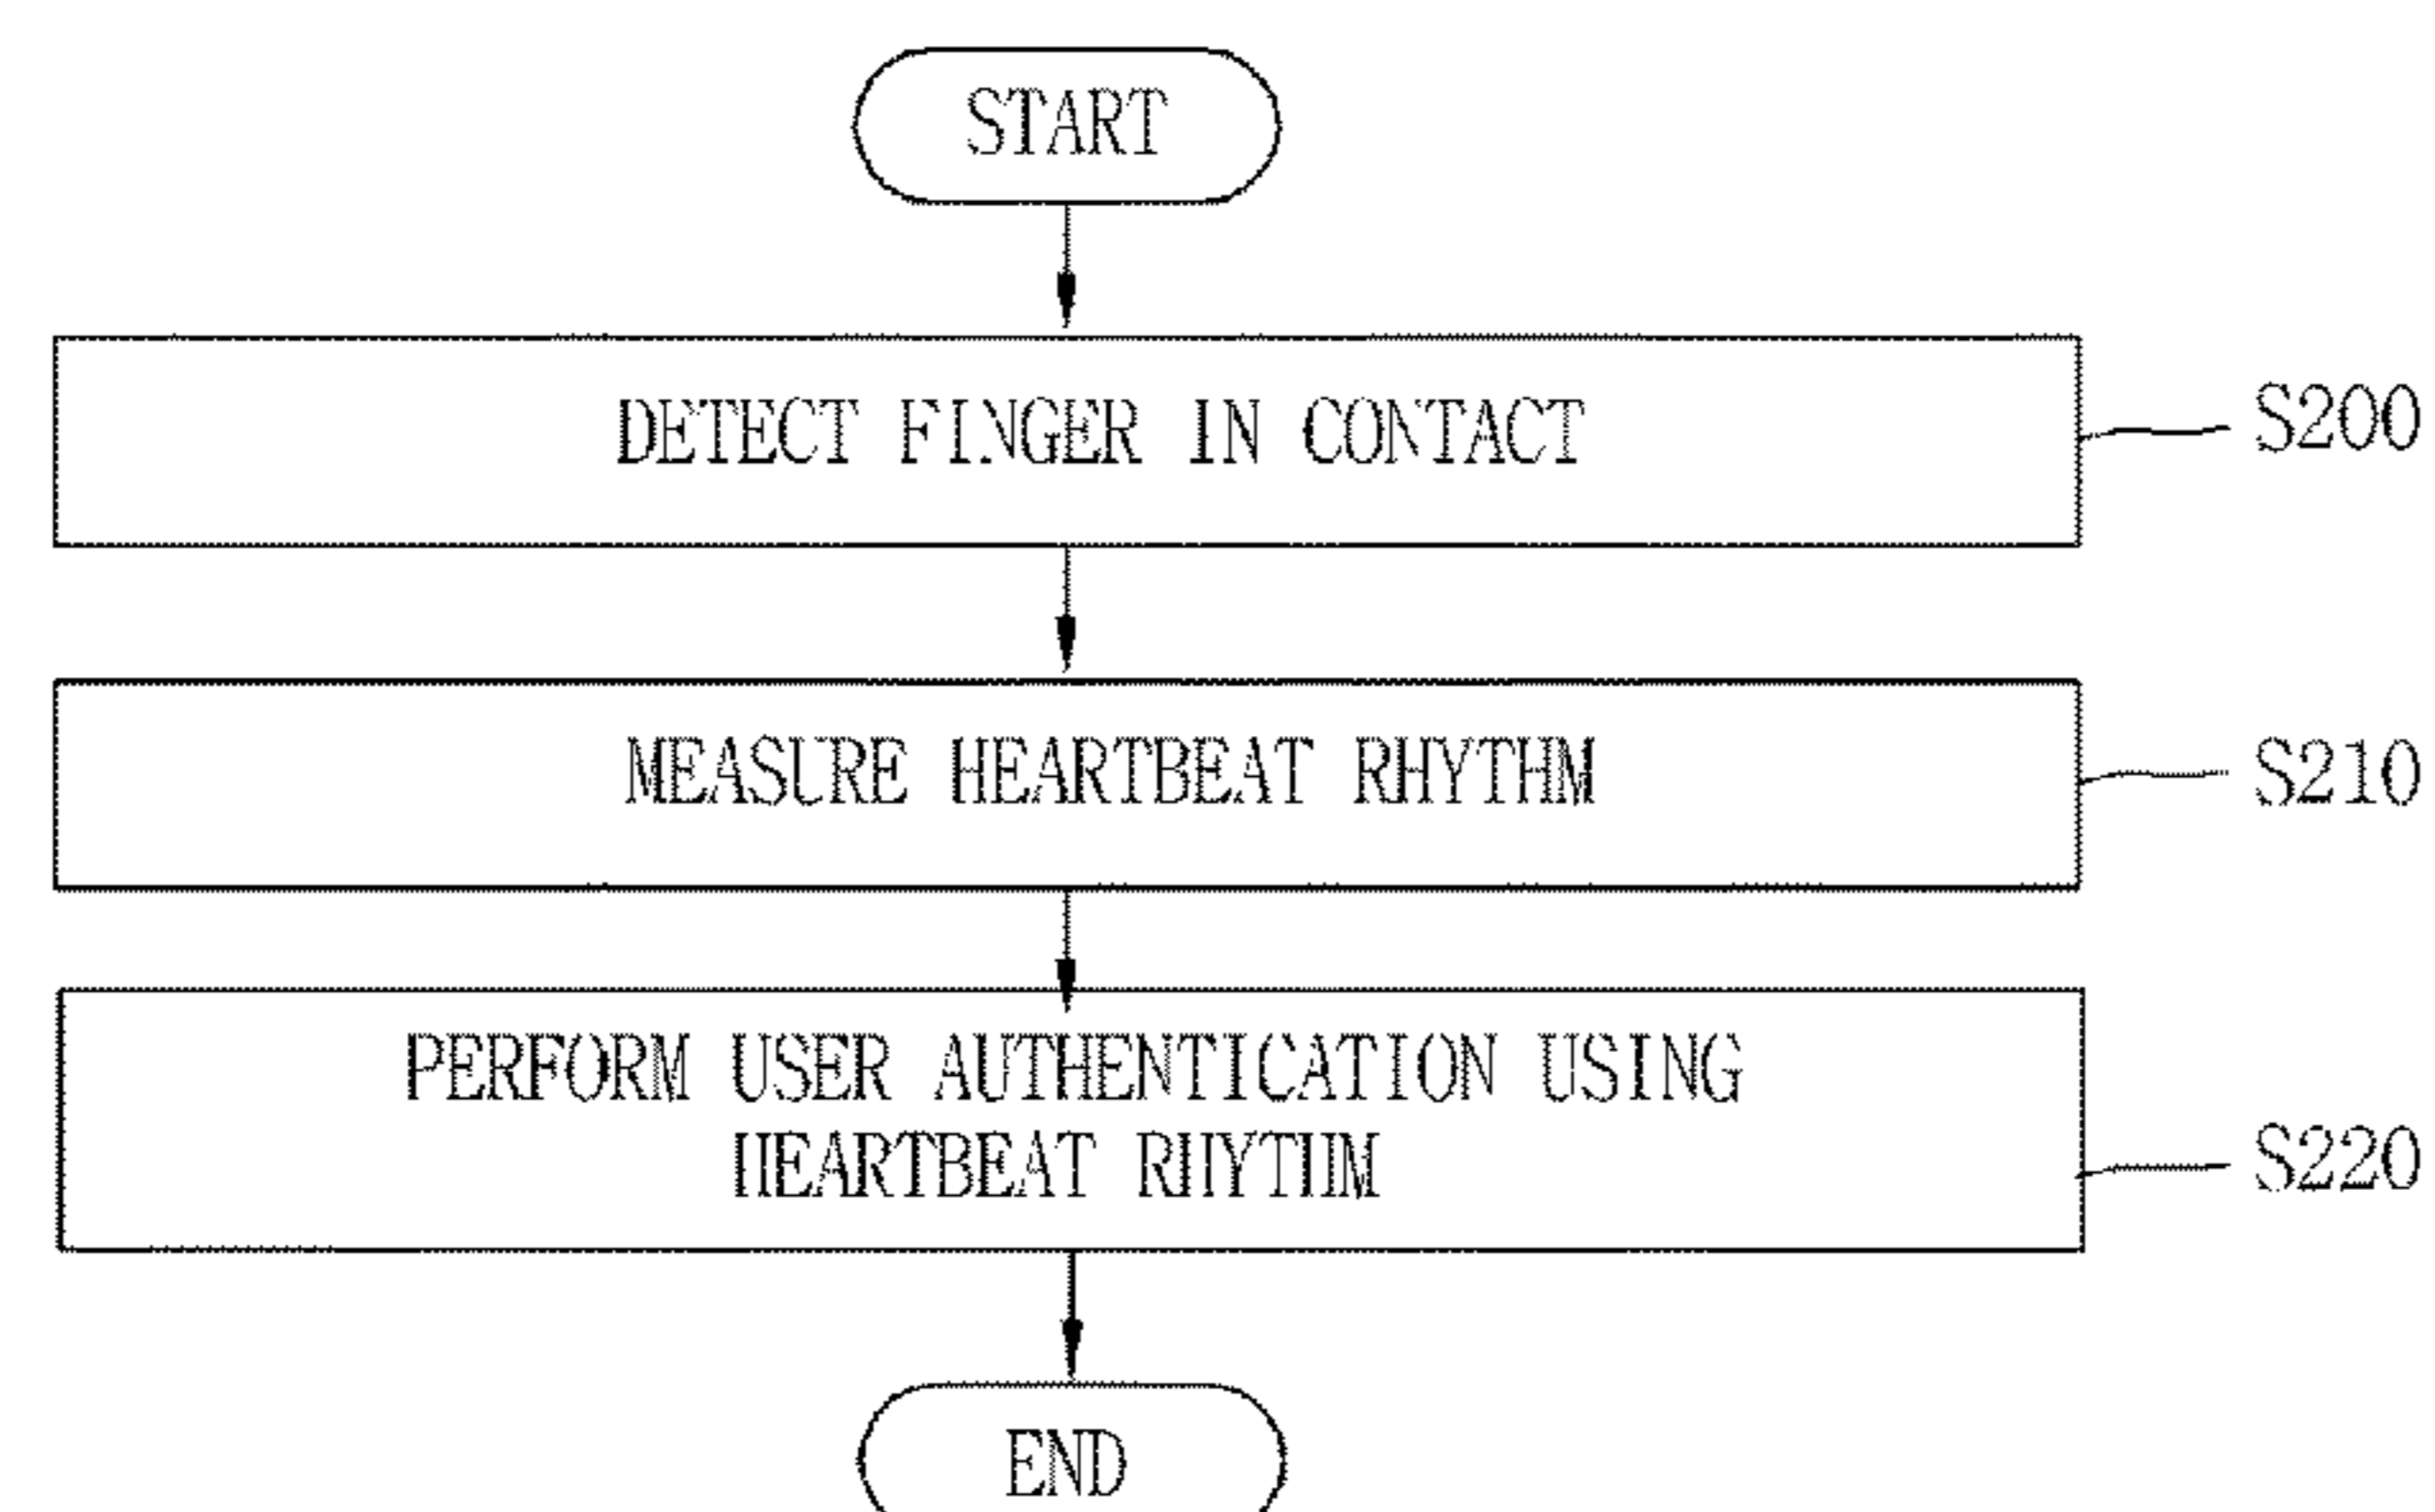 START
DETECT FINGER IN CONTACT
S200
MEASURE HEARTBEAT RHYTHM
S210
PERFORM USER AUTHENTICATION USING
HEARTBEAT RHYTHM
S220
END